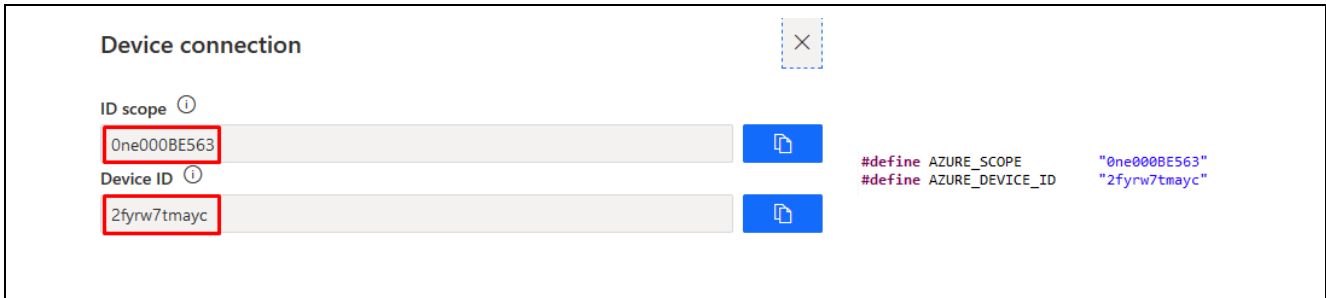 Device connection
ID scope
0ne000BE563
Device ID
2fyrw7tmayc
#define AZURE_SCOPE "0ne000BE563"
#define AZURE_DEVICE_ID "2fyrw7tmayc"